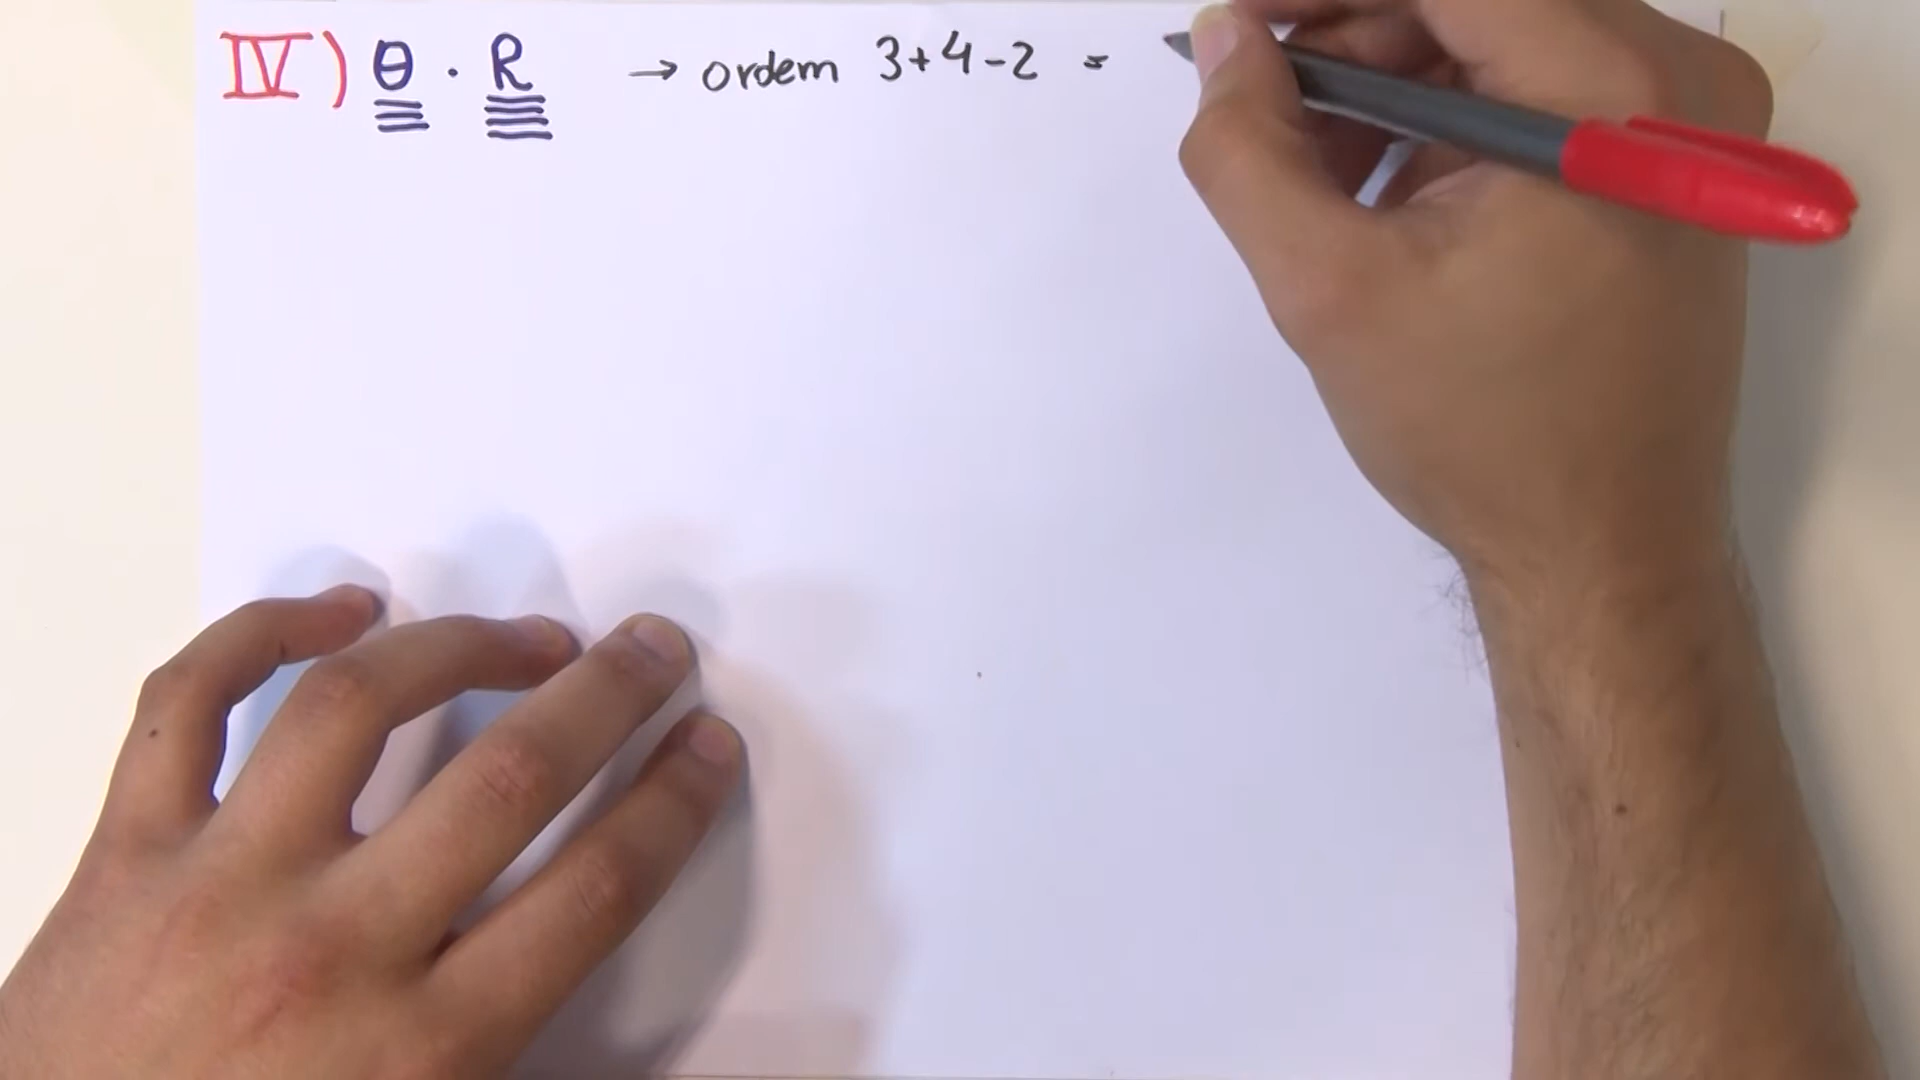 IV) θ · R → ordem 3+4-2 =